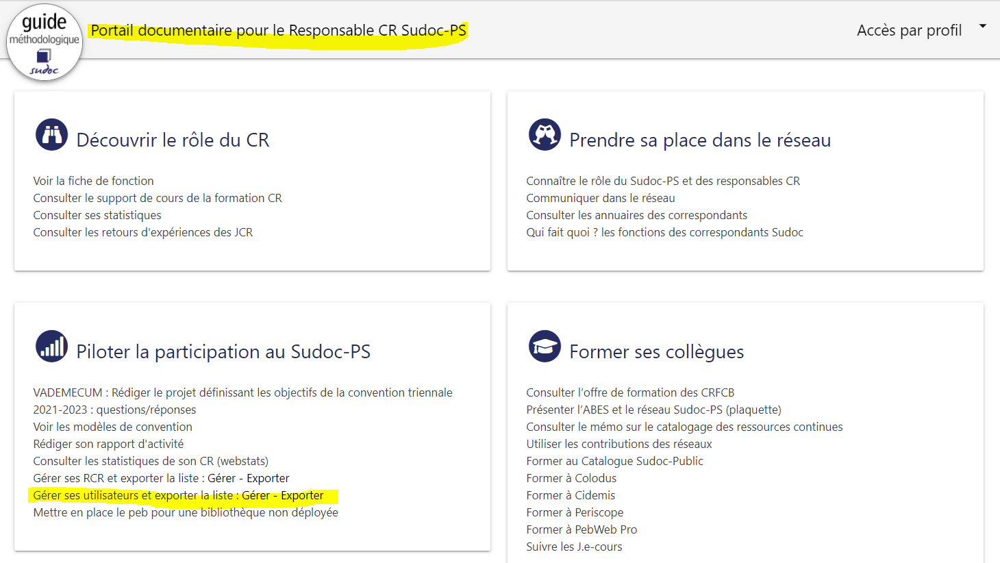 guide
méthodologique
sudoc
Portail documentaire pour le Responsable CR Sudoc-PS
Accès par profil
Découvrir le rôle du CR
Voir la fiche de fonction
Consulter le support de cours de la formation CR
Consulter ses statistiques
Consulter les retours d'expériences des JCR
Prendre sa place dans le réseau
Connaître le rôle du Sudoc-PS et des responsables CR
Communiquer dans le réseau
Consulter les annuaires des correspondants
Qui fait quoi ? les fonctions des correspondants Sudoc
Piloter la participation au Sudoc-PS
VADEMECUM : Rédiger le projet définissant les objectifs de la convention triennale
2021-2023 : questions/réponses
Voir les modèles de convention
Rédiger son rapport d'activité
Consulter les statistiques de son CR (webstats)
Gérer ses RCR et exporter la liste : Gérer - Exporter
Gérer ses utilisateurs et exporter la liste : Gérer - Exporter
Mettre en place le peb pour une bibliothèque non déployée
Former ses collègues
Consulter l’offre de formation des CRFCB
Présenter l’ABES et le réseau Sudoc-PS (plaquette)
Consulter le mémo sur le catalogage des ressources continues
Utiliser les contributions des réseaux
Former au Catalogue Sudoc-Public
Former à Colodus
Former à Cidemis
Former à Periscope
Former à PebWeb Pro
Suivre les J.e-cours